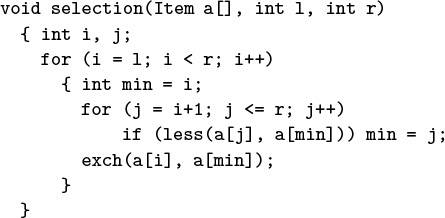 void selection(Item a[], int l, int r)
{ int i, j;
for (i = l; i < r; i++)
{ int min = i;
for (j = i+1; j <= r; j++)
if (less(a[j], a[min])) min = j;
exch(a[i], a[min]);
}
}